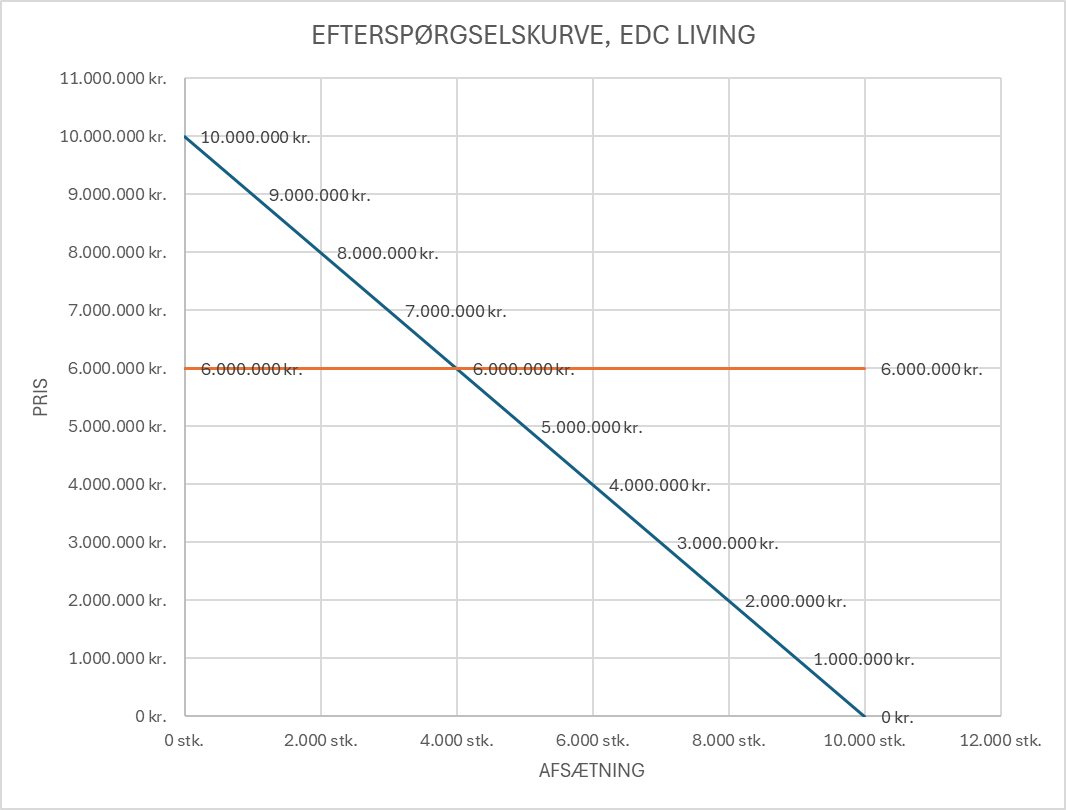 EFTERSPØRGSELSKURVE, EDC LIVING
11.000.000 kr.
10.000.000 kr.
10.000.000 kr.
9.000.000 kr.
9.000.000 kr.
8.000.000 kr.
8.000.000 kr.
7.000.000 kr.
7.000.000 kr.
6.000.000 kr.
6.000.000 kr.
6.000.000 kr.
6.000.000 kr.
PRIS
5.000.000 kr.
5.000.000 kr.
4.000.000 kr.
4.000.000 kr.
3.000.000 kr.
3.000.000 kr.
2.000.000 kr.
2.000.000 kr.
1.000.000 kr.
1.000.000 kr.
0 kr.
0 kr.
0 stk.
2.000 stk.
4.000 stk.
6.000 stk.
8.000 stk.
10.000 stk.
12.000 stk.
AFSÆTNING